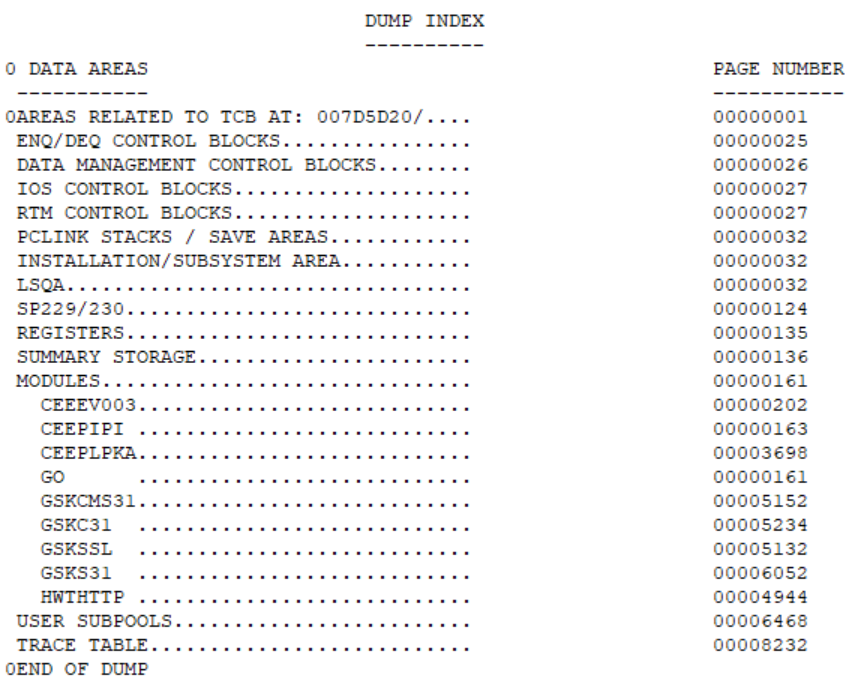 DUMP INDEX
----------
0 DATA AREAS                                               PAGE NUMBER
 -----------                                               -----------
0AREAS RELATED TO TCB AT: 007D5D20/....                    00000001
 ENQ/DEQ CONTROL BLOCKS................                    00000025
 DATA MANAGEMENT CONTROL BLOCKS........                    00000026
 IOS CONTROL BLOCKS....................                    00000027
 RTM CONTROL BLOCKS....................                    00000027
 PCLINK STACKS / SAVE AREAS............                    00000032
 INSTALLATION/SUBSYSTEM AREA...........                    00000032
 LSQA..................................                    00000032
 SP229/230.............................                    00000124
 REGISTERS.............................                    00000135
 SUMMARY STORAGE.......................                    00000136
 MODULES...............................                    00000161
   CEEEV003............................                    00000202
   CEEPIPI ............................                    00000163
   CEEPLPKA............................                    00003698
   GO      ............................                    00000161
   GSKCMS31............................                    00005152
   GSKC31  ............................                    00005234
   GSKSSL  ............................                    00005132
   GSKS31  ............................                    00006052
   HWTHTTP ............................                    00004944
 USER SUBPOOLS.........................                    00006468
 TRACE TABLE...........................                    00008232
0END OF DUMP